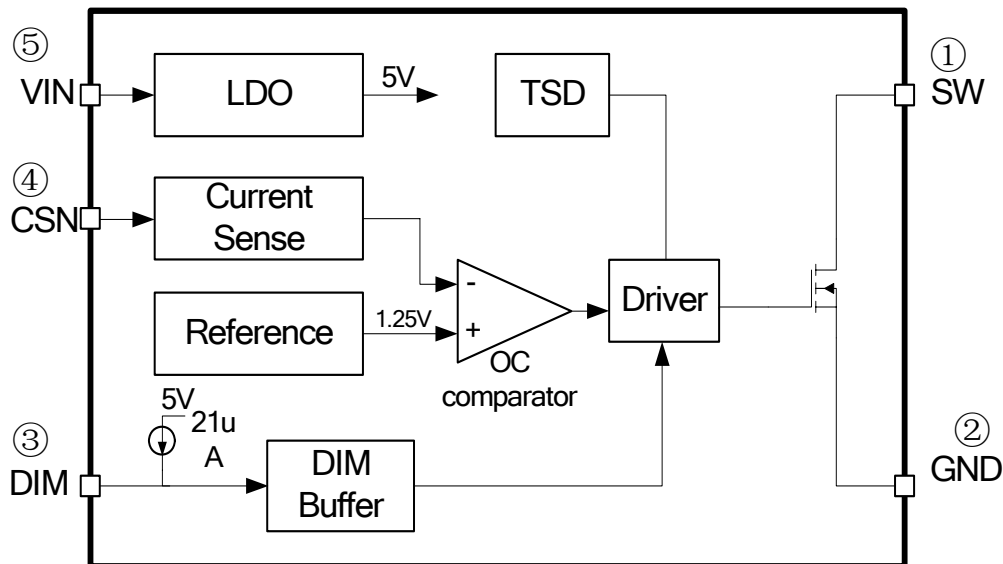 ⑤
VIN
LDO
5V
TSD
①
SW
④
CSN
Current
Sense
-
Driver
Reference
1.25V
+
OC
comparator
5V
21u
A
③
DIM
DIM
Buffer
②
GND